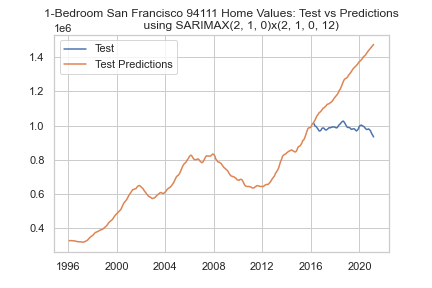 1-Bedroom San Francisco 94111 Home Values: Test vs Predictions
using SARIMAX(2, 1, 0)x(2, 1, 0, 12)
1e6
Test
Test Predictions
1.4
1.2
1.0
0.8
0.6
0.4
1996 2000 2004 2008 2012 2016 2020